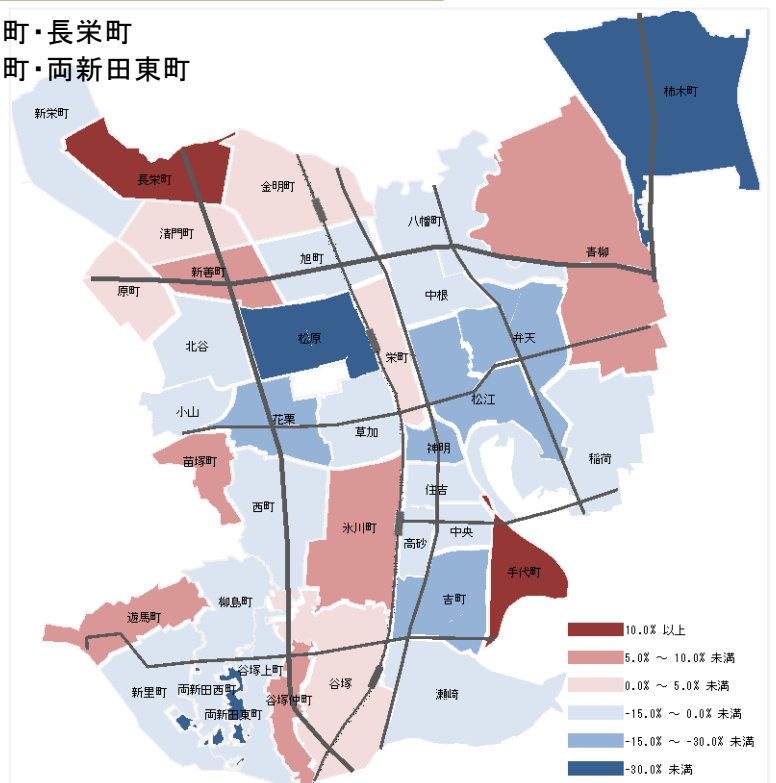 町・長栄町
町・両新田東町
柿木町
新栄町
長栄町
金明町
清門町
八幡町
新善町
旭町
青柳
原町
中根
北谷
松原
栄町
弁天
小山
花栗
草加
松江
神明
苗塚町
稲荷
住吉
西町
氷川町
高砂
中央
手代町
柳島町
吉町
遊馬町
谷塚上町
新里町
両新田西町
谷塚仲町
谷塚
瀬崎
両新田東町
10.0% 以上
5.0% ～ 10.0% 未満
0.0% ～ 5.0% 未満
-15.0% ～ 0.0% 未満
-15.0% ～ -30.0% 未満
-30.0% 未満